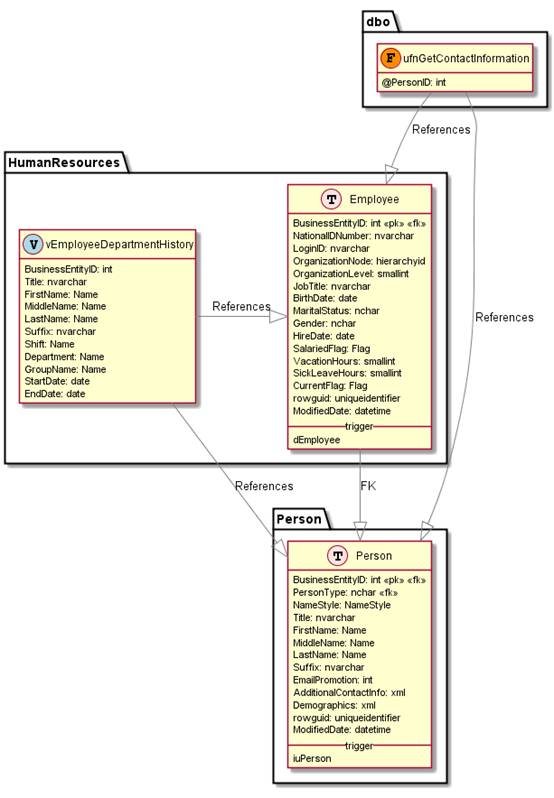 dbo
F ufnGetContactInformation
@PersonID: int
References
HumanResources
T Employee
BusinessEntityID: int «pk» «fk»
NationalIDNumber: nvarchar
LoginID: nvarchar
OrganizationNode: hierarchyid
OrganizationLevel: smallint
JobTitle: nvarchar
BirthDate: date
MaritalStatus: nchar
Gender: nchar
HireDate: date
SalariedFlag: Flag
VacationHours: smallint
SickLeaveHours: smallint
CurrentFlag: Flag
rowguid: uniqueidentifier
ModifiedDate: datetime
trigger
dEmployee
V vEmployeeDepartmentHistory
BusinessEntityID: int
Title: nvarchar
FirstName: Name
MiddleName: Name
LastName: Name
Suffix: nvarchar
Shift: Name
Department: Name
GroupName: Name
StartDate: date
EndDate: date
References
References
References
FK
Person
T Person
BusinessEntityID: int «pk» «fk»
PersonType: nchar «fk»
NameStyle: NameStyle
Title: nvarchar
FirstName: Name
MiddleName: Name
LastName: Name
Suffix: nvarchar
EmailPromotion: int
AdditionalContactInfo: xml
Demographics: xml
rowguid: uniqueidentifier
ModifiedDate: datetime
trigger
iuPerson